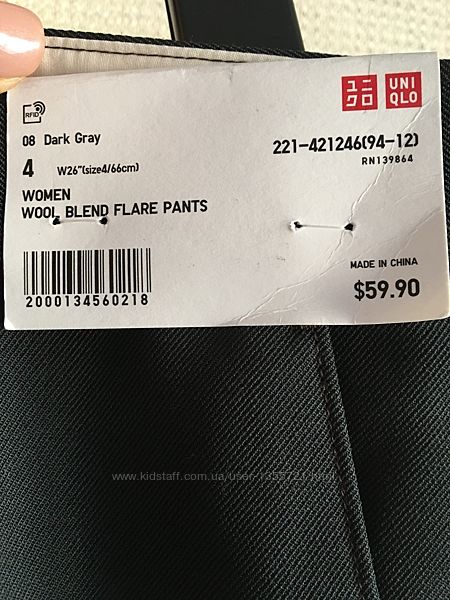 RFID
ユニ
クロ
UNI
QLO
08 Dark Gray
221-421246(94-12)
RN139864
4 W26"(size4/66cm)
WOMEN
WOOL BLEND FLARE PANTS
2000134560218
MADE IN CHINA
$59.90